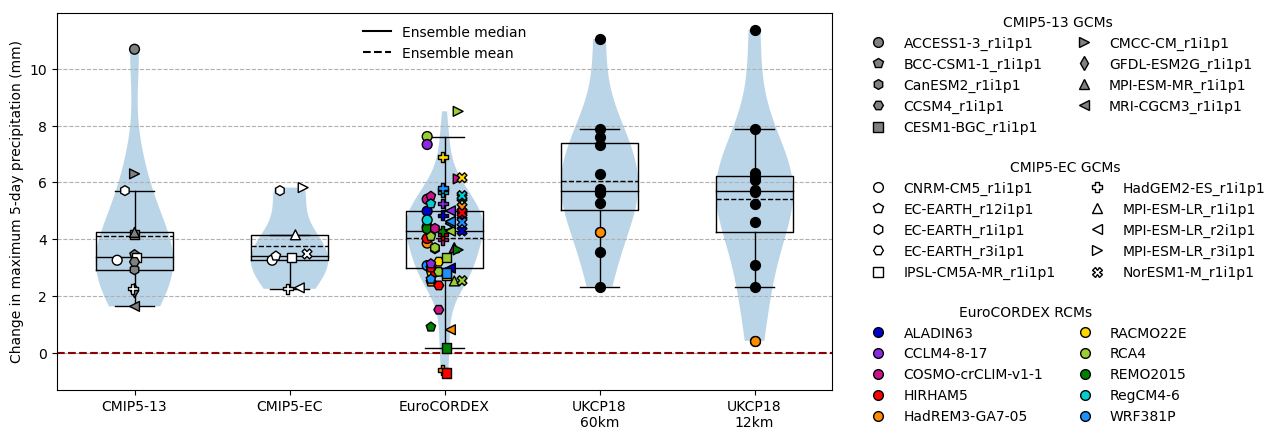 Change in maximum 5-day precipitation (mm)
10
8
6
4
2
0
Ensemble median
Ensemble mean
CMIP5-13
CMIP5-EC
EuroCORDEX
UKCP18
60km
UKCP18
12km
CMIP5-13 GCMs
ACCESS1-3_r1i1p1
BCC-CSM1-1_r1i1p1
CanESM2_r1i1p1
CCSM4_r1i1p1
CESM1-BGC_r1i1p1
CMCC-CM_r1i1p1
GFDL-ESM2G_r1i1p1
MPI-ESM-MR_r1i1p1
MRI-CGCM3_r1i1p1
CMIP5-EC GCMs
CNRM-CM5_r1i1p1
EC-EARTH_r12i1p1
EC-EARTH_r1i1p1
EC-EARTH_r3i1p1
IPSL-CM5A-MR_r1i1p1
HadGEM2-ES_r1i1p1
MPI-ESM-LR_r1i1p1
MPI-ESM-LR_r2i1p1
MPI-ESM-LR_r3i1p1
NorESM1-M_r1i1p1
EuroCORDEX RCMs
ALADIN63
CCLM4-8-17
COSMO-crCLIM-v1-1
HIRHAM5
HadREM3-GA7-05
RACMO22E
RCA4
REMO2015
RegCM4-6
WRF381P